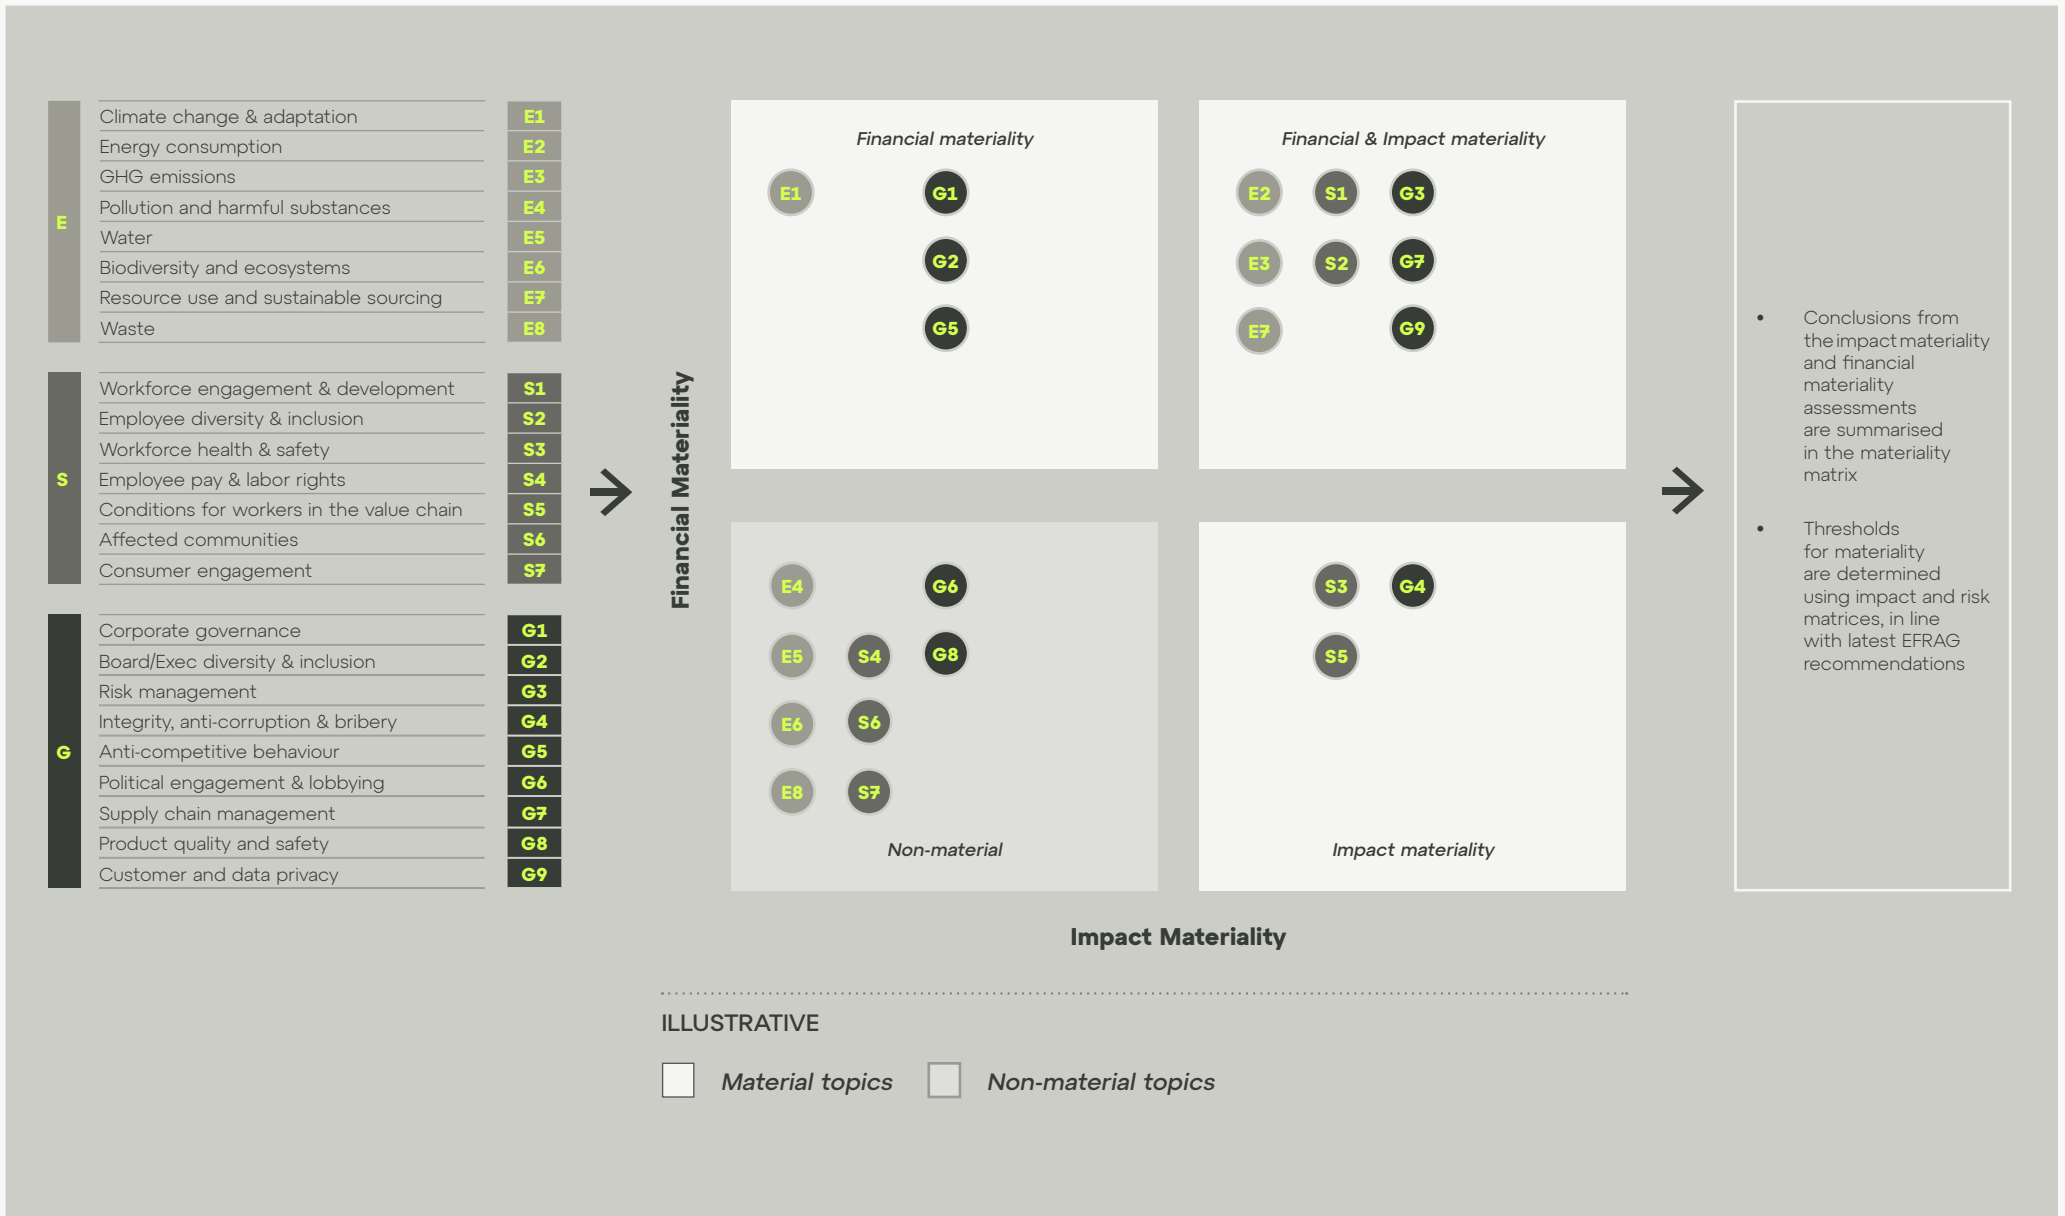 E
Climate change & adaptation E1
Energy consumption E2
GHG emissions E3
Pollution and harmful substances E4
Water E5
Biodiversity and ecosystems E6
Resource use and sustainable sourcing E7
Waste E8
S
Workforce engagement & development S1
Employee diversity & inclusion S2
Workforce health & safety S3
Employee pay & labor rights S4
Conditions for workers in the value chain S5
Affected communities S6
Consumer engagement S7
G
Corporate governance G1
Board/Exec diversity & inclusion G2
Risk management G3
Integrity, anti-corruption & bribery G4
Anti-competitive behaviour G5
Political engagement & lobbying G6
Supply chain management G7
Product quality and safety G8
Customer and data privacy G9
Financial Materiality
Financial materiality
E1 G1
G2
G5
Financial & Impact materiality
E2 S1 G3
E3 S2 G7
E7 G9
E4 G6
E5 S4 G8
E6 S6
E8 S7
Non-material
S3 G4
S5
Impact materiality
Impact Materiality
ILLUSTRATIVE
Material topics Non-material topics
• Conclusions from
the impact materiality
and financial
materiality
assessments
are summarised
in the materiality
matrix
• Thresholds
for materiality
are determined
using impact and risk
matrices, in line
with latest EFRAG
recommendations